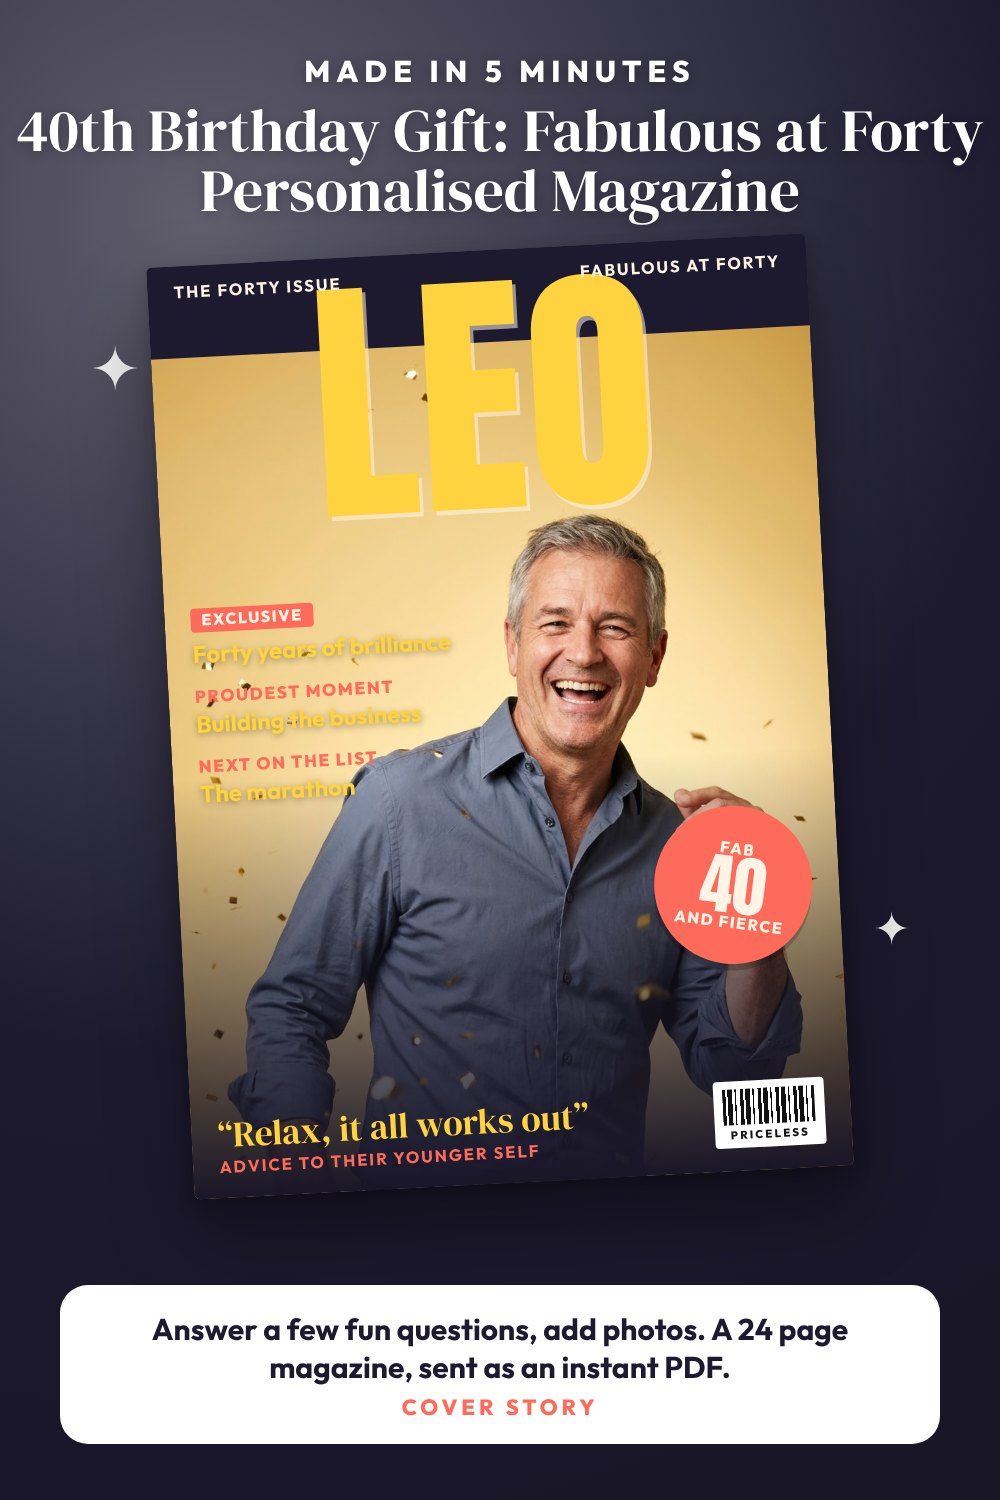 MADE IN 5 MINUTES
40th Birthday Gift: Fabulous at Forty
Personalised Magazine
THE FORTY ISSUE
FABULOUS AT FORTY
LEO
EXCLUSIVE
Forty years of brilliance
PROUDEST MOMENT
Building the business
NEXT ON THE LIST
The marathon
FAB
40
AND FIERCE
“Relax, it all works out”
ADVICE TO THEIR YOUNGER SELF
PRICELESS
Answer a few fun questions, add photos. A 24 page
magazine, sent as an instant PDF.
COVER STORY